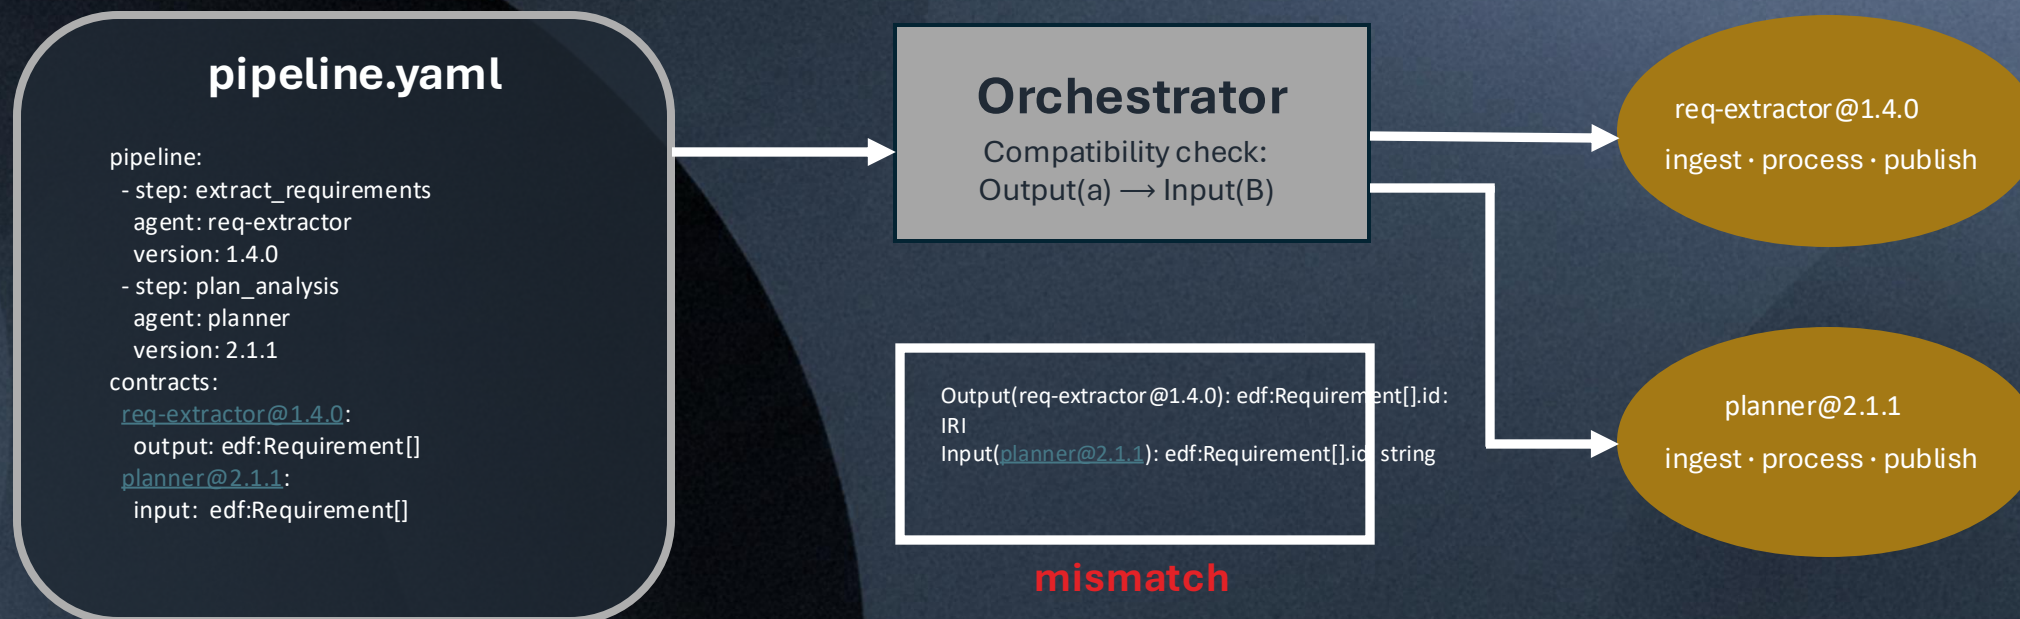 pipeline.yaml
pipeline:
- step: extract_requirements
agent: req-extractor
version: 1.4.0
- step: plan_analysis
agent: planner
version: 2.1.1
contracts:
req-extractor@1.4.0:
output: edf:Requirement[]
planner@2.1.1:
input:  edf:Requirement[]
Orchestrator
Compatibility check:
Output(a) ⟶ Input(B)
Output(req-extractor@1.4.0): edf:Requirement[].id:
IRI
Input(planner@2.1.1): edf:Requirement[].id: string
mismatch
req-extractor@1.4.0
ingest · process · publish
planner@2.1.1
ingest · process · publish